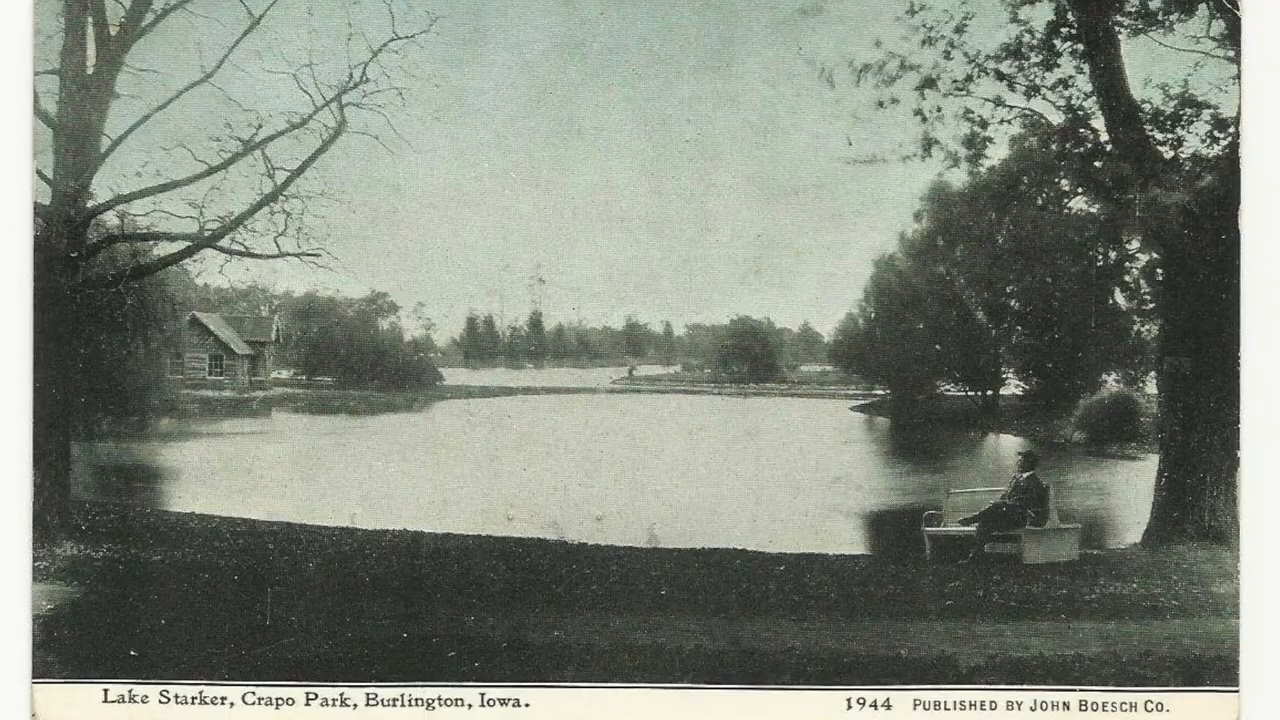 Lake Starker, Crapo Park, Burlington, Iowa.
1944 PUBLISHED BY JOHN BOESCH CO.